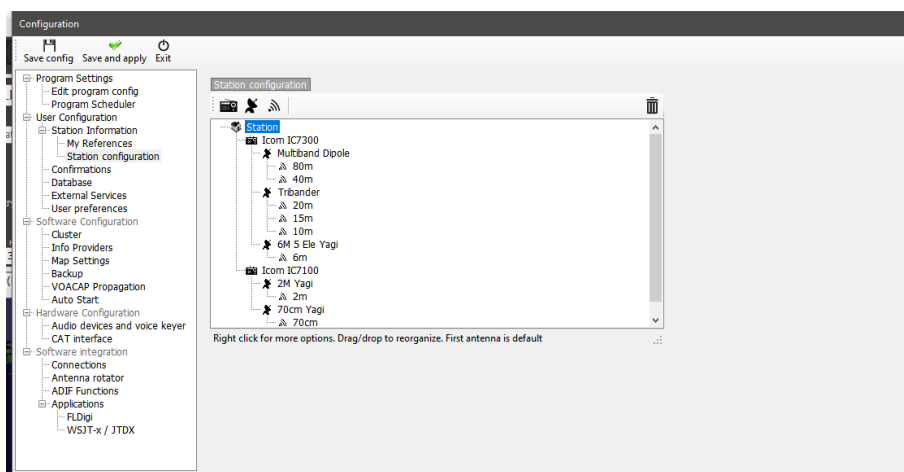 Configuration
Save config Save and apply Exit
Program Settings
Edit program config
Program Scheduler
User Configuration
Station Information
My References
Station configuration
Confirmations
Database
External Services
User preferences
Software Configuration
Cluster
Info Providers
Map Settings
Backup
VOACAP Propagation
Auto Start
Hardware Configuration
Audio devices and voice keyer
CAT interface
Software integration
Connections
Antenna rotator
ADIF Functions
Applications
FLDigi
WSJT-x / JTDX
Station configuration
Station
Icom IC7300
Multiband Dipole
80m
40m
Tribander
20m
15m
10m
6M 5 Ele Yagi
6m
Icom IC7100
2M Yagi
2m
70cm Yagi
70cm
Right click for more options. Drag/drop to reorganize. First antenna is default